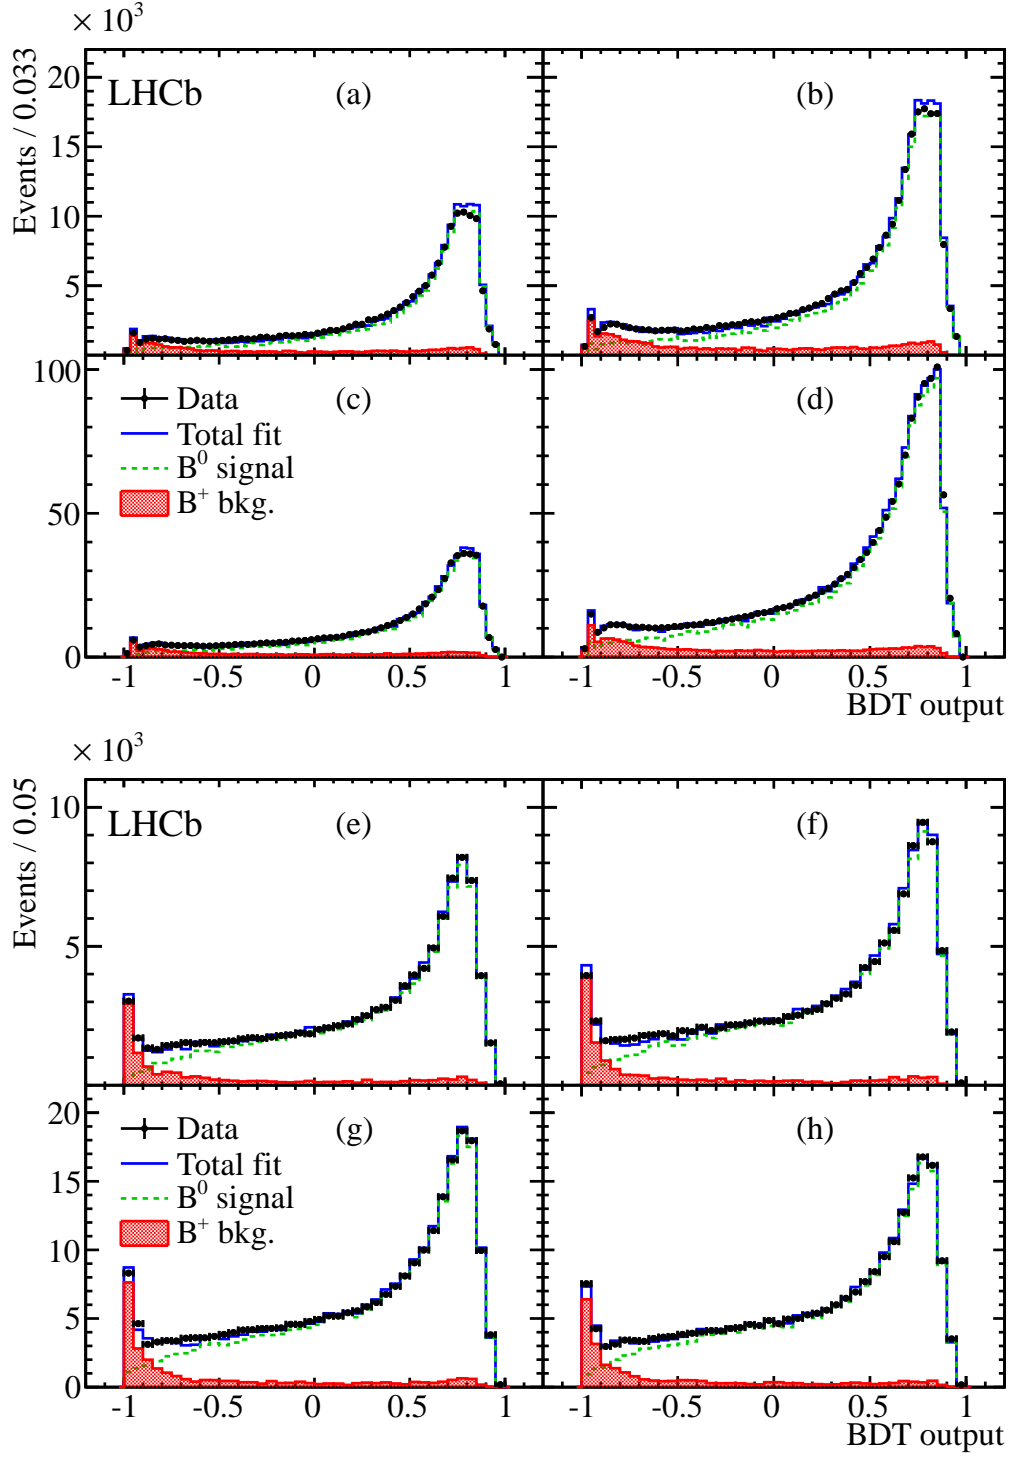 × 10³
Events / 0.033
LHCb (a) (b)
20
15
10
5
(c) (d)
Data
Total fit
B⁰ signal
B⁺ bkg.
100
50
0
-1 -0.5 0 0.5 1 -1 -0.5 0 0.5 1
BDT output
× 10³
Events / 0.05
LHCb (e) (f)
10
5
(g) (h)
Data
Total fit
B⁰ signal
B⁺ bkg.
20
15
10
5
0
-1 -0.5 0 0.5 1 -1 -0.5 0 0.5 1
BDT output